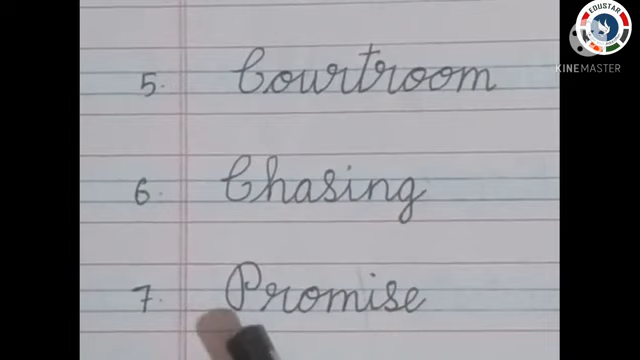 EDUSTAR
KINEMASTER
5. Courtroom
6. Chasing
7. Promise